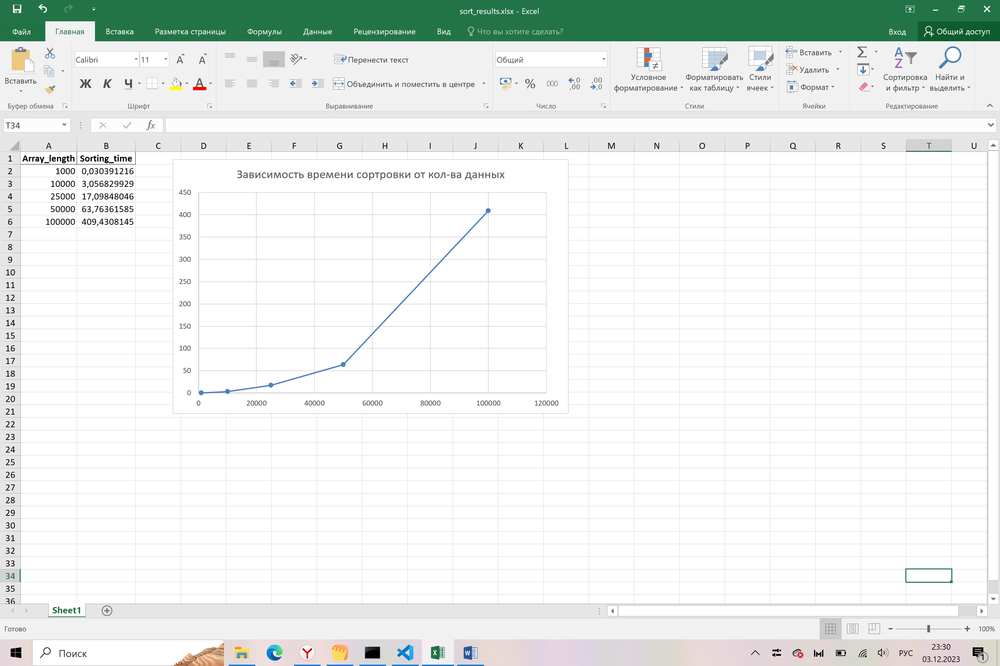 sort_results.xlsx - Excel
Файл Главная Вставка Разметка страницы Формулы Данные Рецензирование Вид Что вы хотите сделать? Вход Общий доступ
Вставить
Calibri 11
Ж К Ч А
Буфер обмена
Шрифт
Перенести текст
Объединить и поместить в центре
Выравнивание
Общий
% 000 ,0 ,00 ,00 ,0
Число
Условное форматирование
Форматировать как таблицу
Стили ячеек
Стили
Вставить
Удалить
Формат
Ячейки
Сортировка и фильтр
Найти и выделить
Редактирование
T34
fx
A B C D E F G H I J K L M N O P Q R S T U
1 Array_length Sorting_time
2 1000 0,030391216
3 10000 3,056829929
4 25000 17,09848046
5 50000 63,76361585
6 100000 409,4308145
7
8
9
10
11
12
13
14
15
16
17
18
19
20
21
22
23
24
25
26
27
28
29
30
31
32
33
34
35
36
Зависимость времени сортровки от кол-ва данных
450
400
350
300
250
200
150
100
50
0
0 20000 40000 60000 80000 100000 120000
Sheet1
Готово
100%
Поиск
РУС
23:30
03.12.2023
1